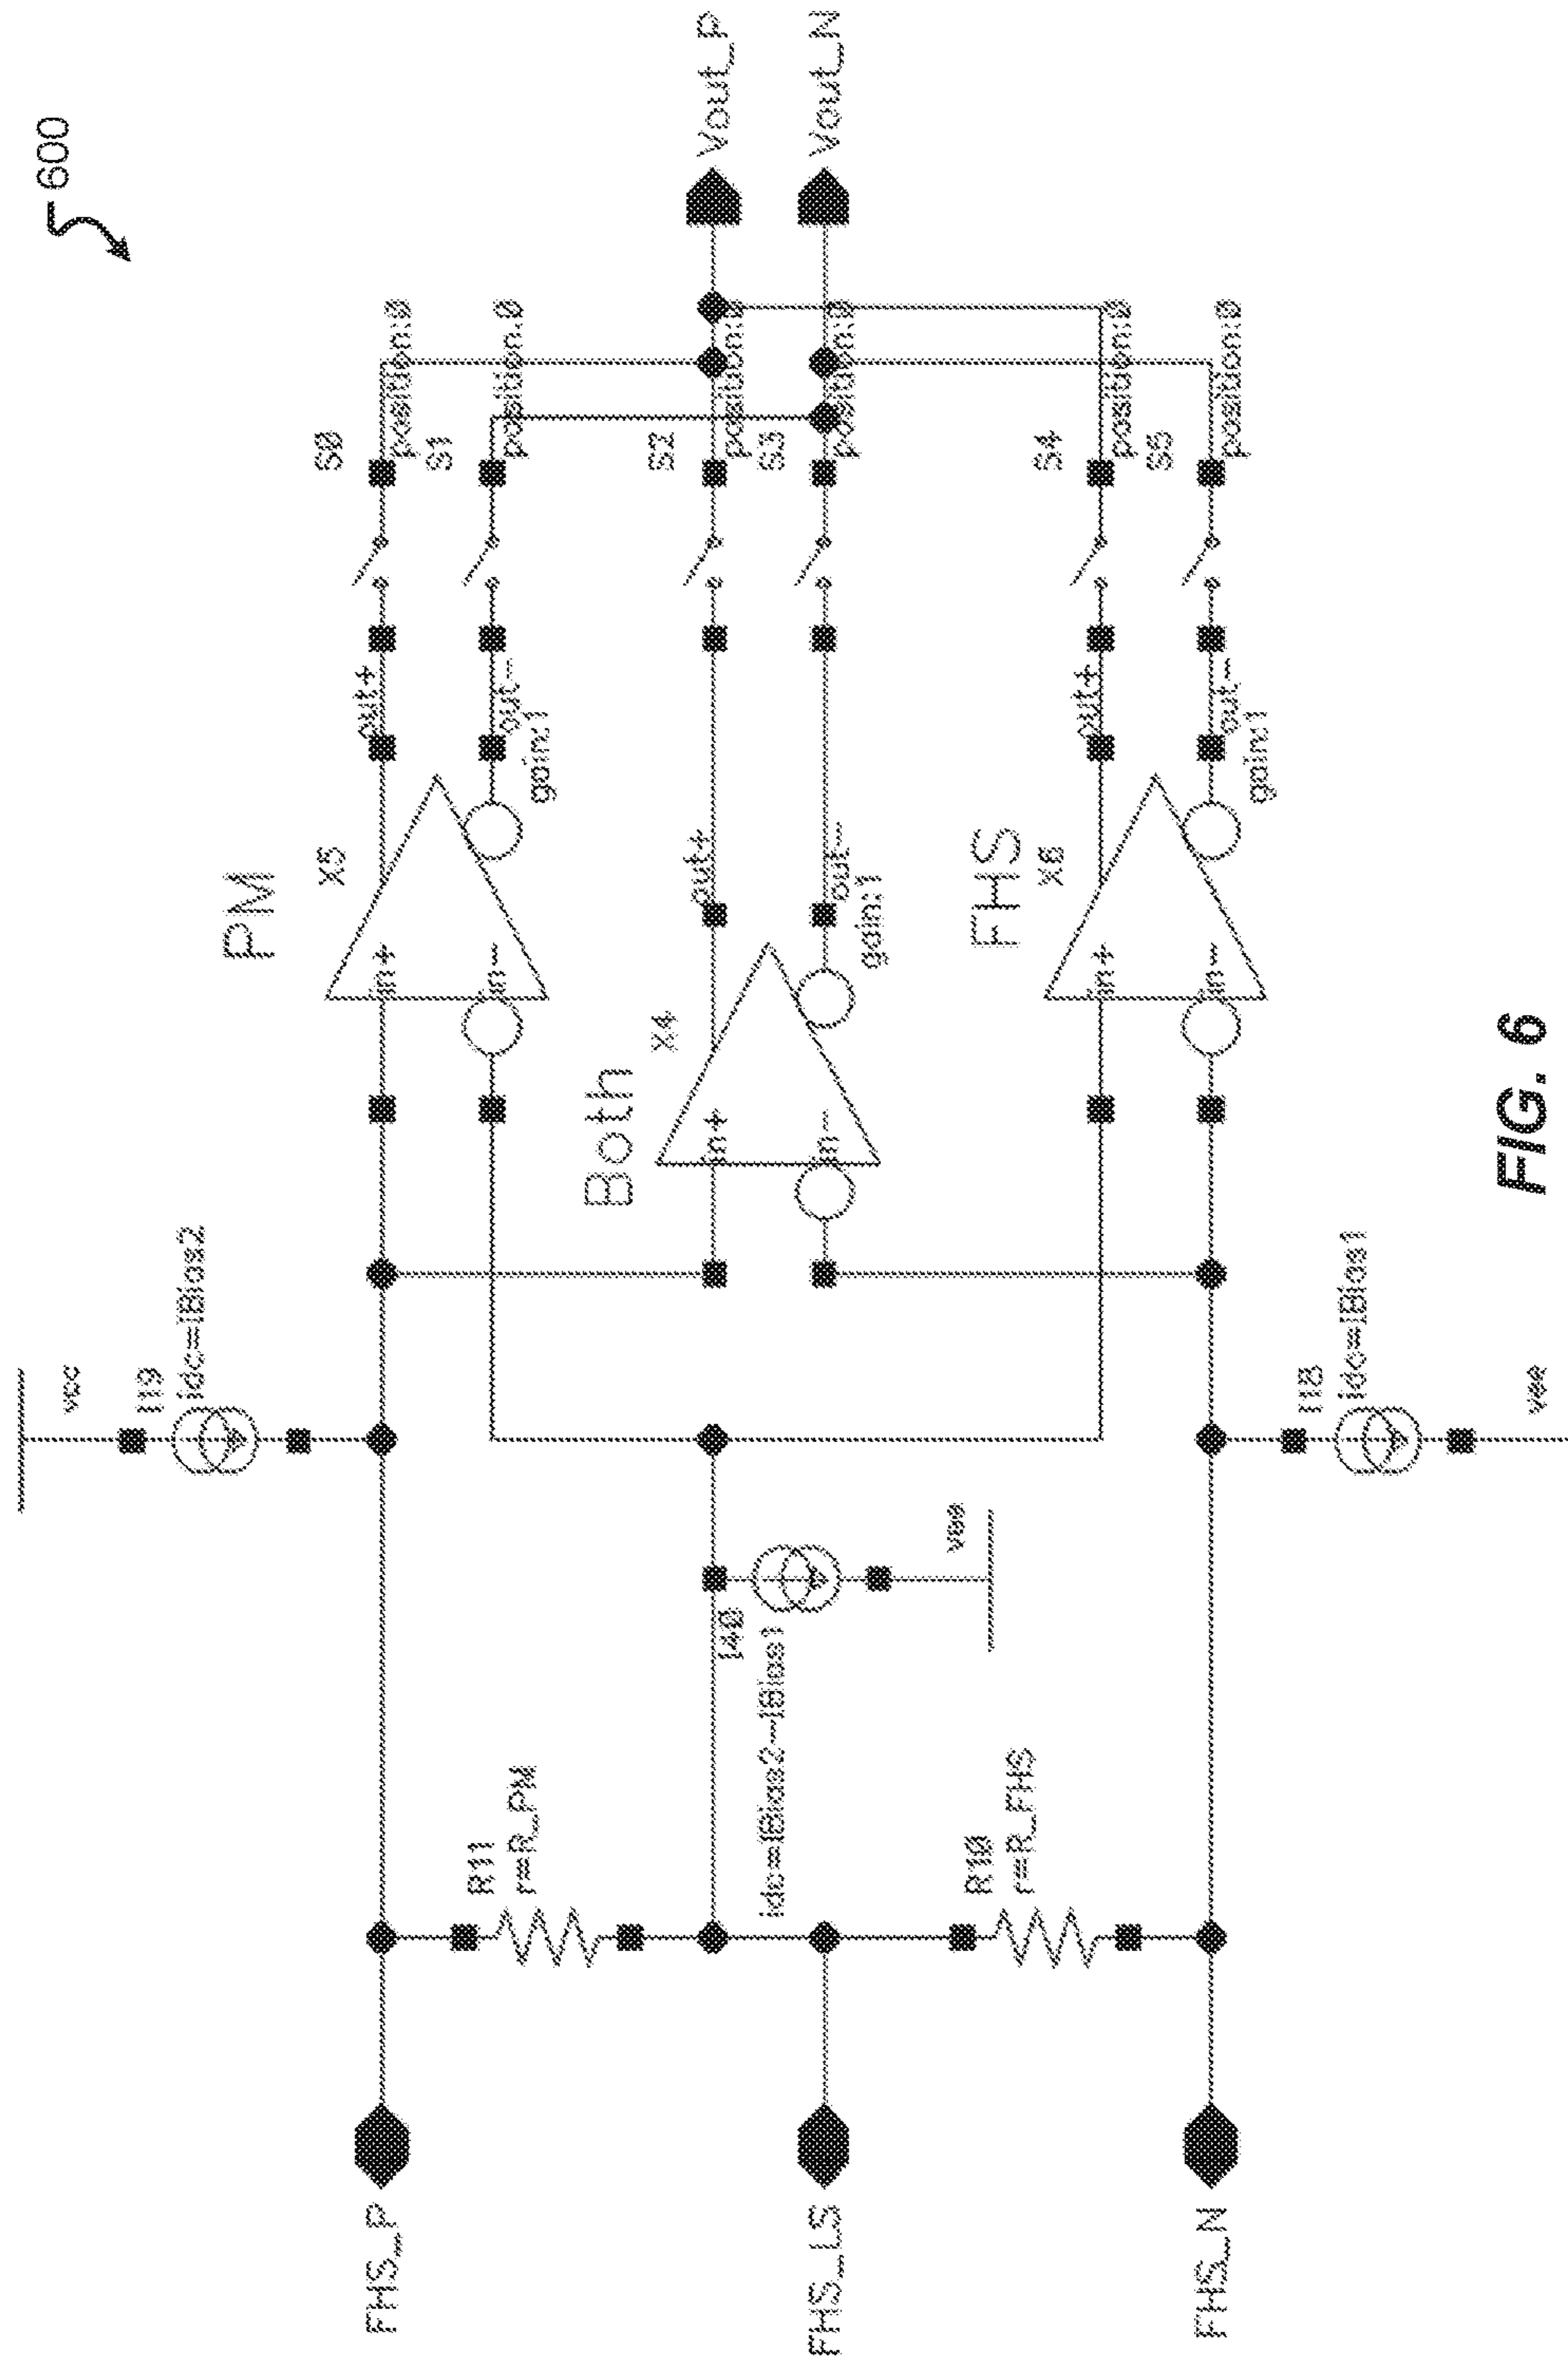 600
vcc
I19
idc=IBias2
PM
X5
in+
in-
out+
out-
gain:1
S0
position:0
S1
position:0
FHS_P
R11
r=R_PM
I40
idc=IBias2-IBias1
vee
Both
X4
in+
in-
out+
out-
gain:1
S2
position:0
S3
position:0
Vout_P
Vout_N
FHS_LS
R10
r=R_FHS
FHS
X6
in+
in-
out+
out-
gain:1
S4
position:0
S5
position:0
FHS_N
I18
idc=IBias1
vee
FIG. 6